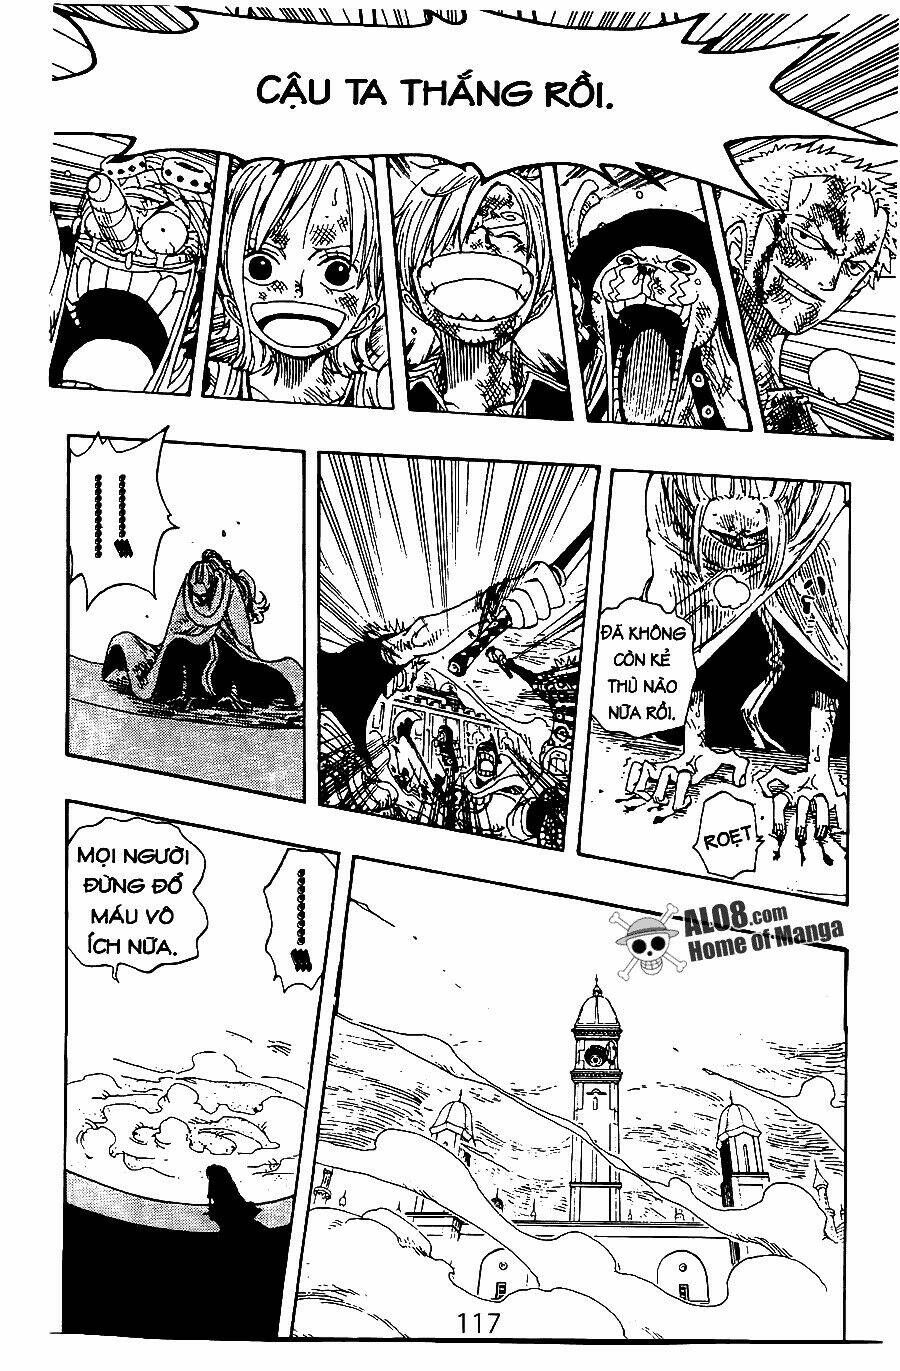 CẬU TA THẮNG RỒI.
ĐÃ KHÔNG
CÒN KẺ
THÙ NÀO
NỮA RỒI.
ROẸT
MỌI NGƯỜI
ĐỪNG ĐỔ
MÁU VÔ
ÍCH NỮA.
AL08.com
Home of Manga
117